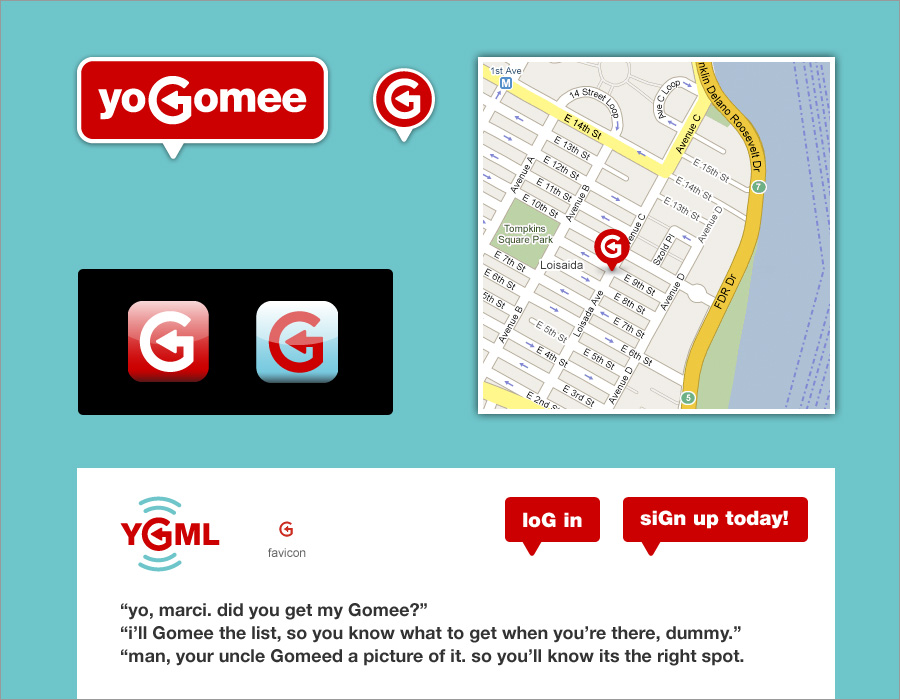 yoGomee
G
1st Ave
M
14 Street Loop
Ave C Loop
Franklin Delano Roosevelt Dr
E 14th St
Avenue C
E 13th St
E 12th St
E 11th St
E 10th St
Avenue A
Avenue B
E 15th St
E 14th St
E 13th St
7
Avenue D
Tompkins
Square Park
Avenue C
Szold Pl
G
Loisaida
E 7th St
E 6th St
5th St
E 9th St
E 8th St
E 7th St
E 6th St
Avenue D
FDR Dr
Loisaida Ave
Avenue B
E 5th St
E 4th St
E 5th St
Avenue D
E 3rd St
E 2nd St
5
G
G
YGML
G
favicon
loG in
siGn up today!
“yo, marci. did you get my Gomee?”
“i’ll Gomee the list, so you know what to get when you’re there, dummy.”
“man, your uncle Gomeed a picture of it. so you’ll know its the right spot.